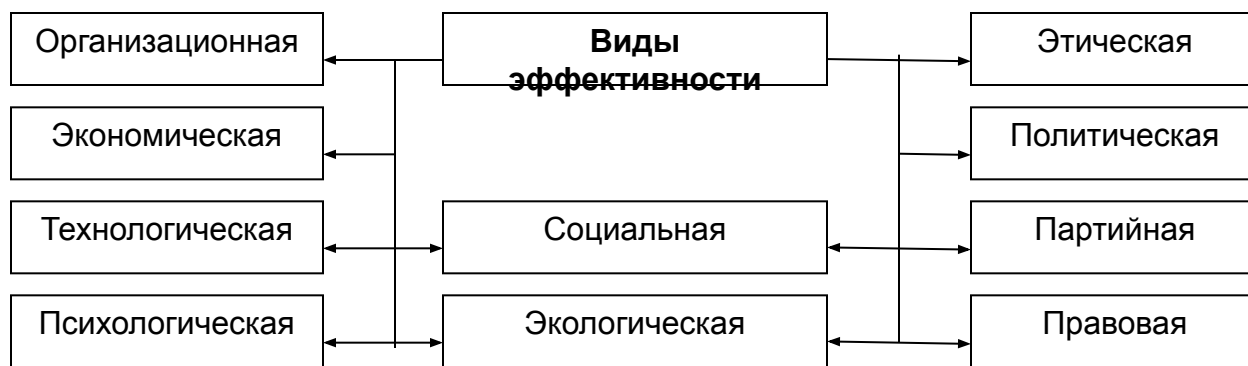 Организационная
Виды
эффективности
Этическая
Экономическая
Политическая
Технологическая
Социальная
Партийная
Психологическая
Экологическая
Правовая